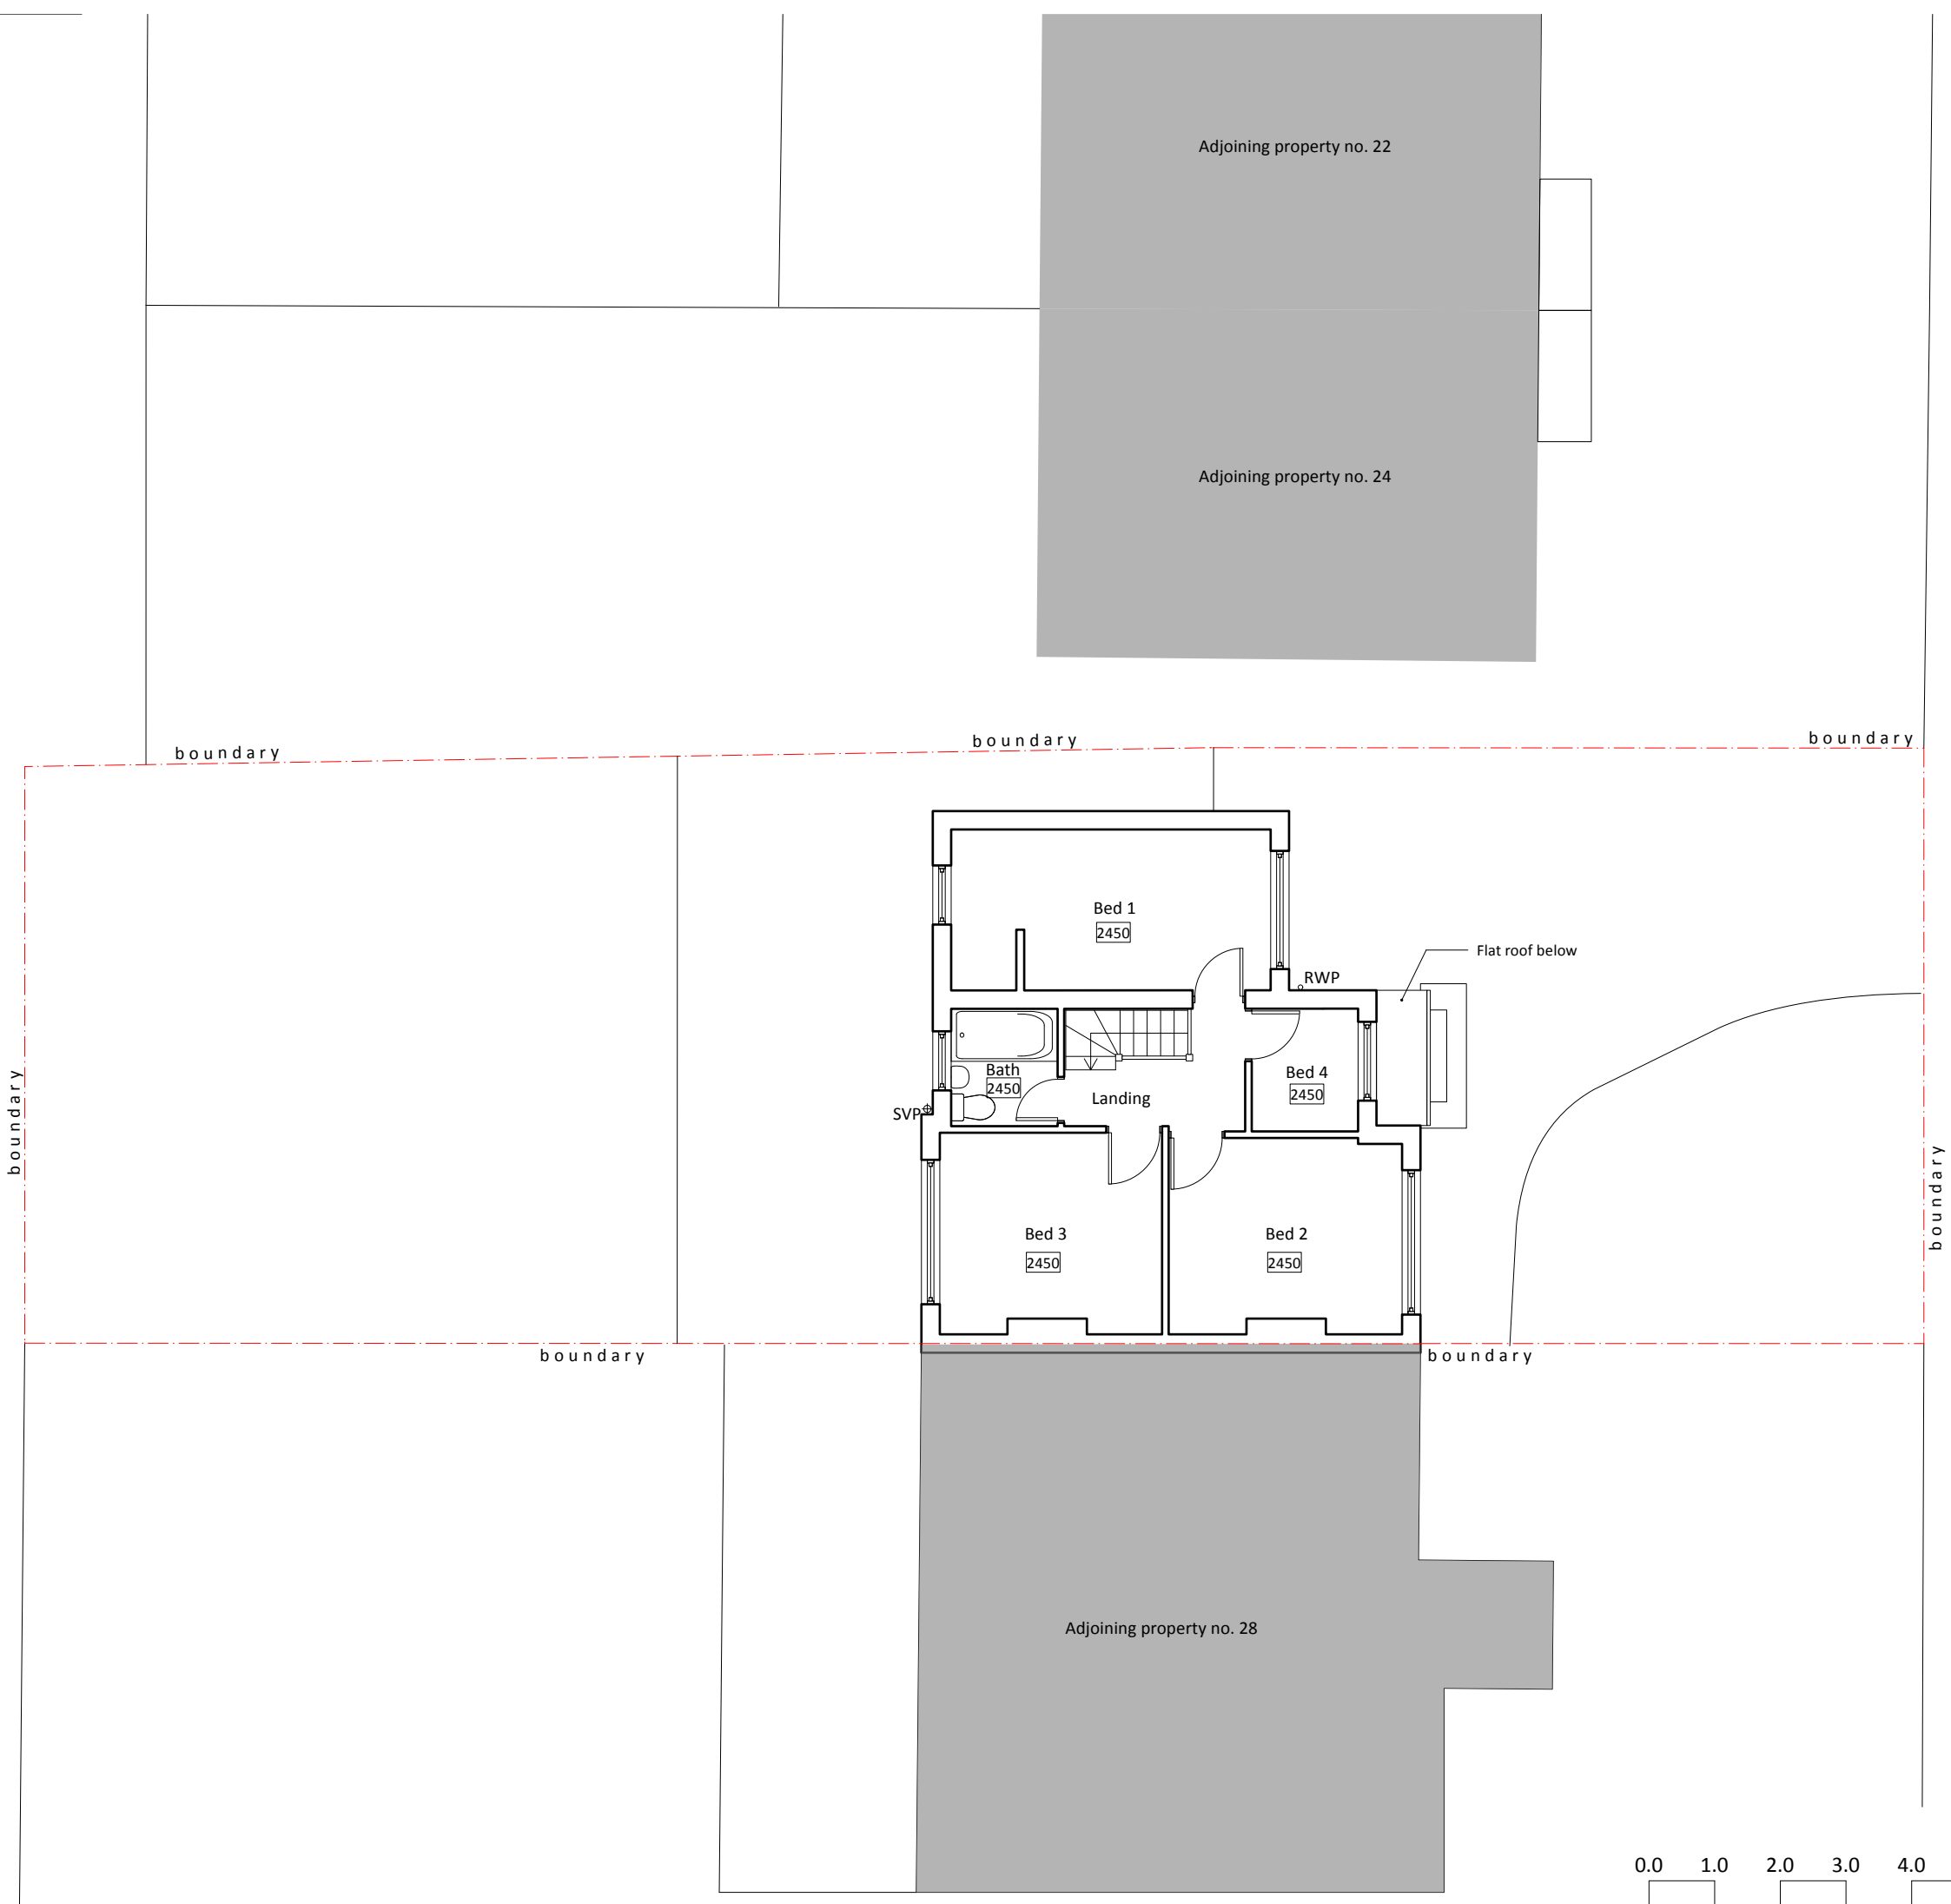 Adjoining property no. 22
Adjoining property no. 24
boundary
boundary
boundary
Bed 1
2450
Flat roof below
RWP
Bath
2450
Bed 4
2450
Landing
SVP
boundary
boundary
Bed 3
2450
Bed 2
2450
boundary
boundary
Adjoining property no. 28
0.0 1.0 2.0 3.0 4.0